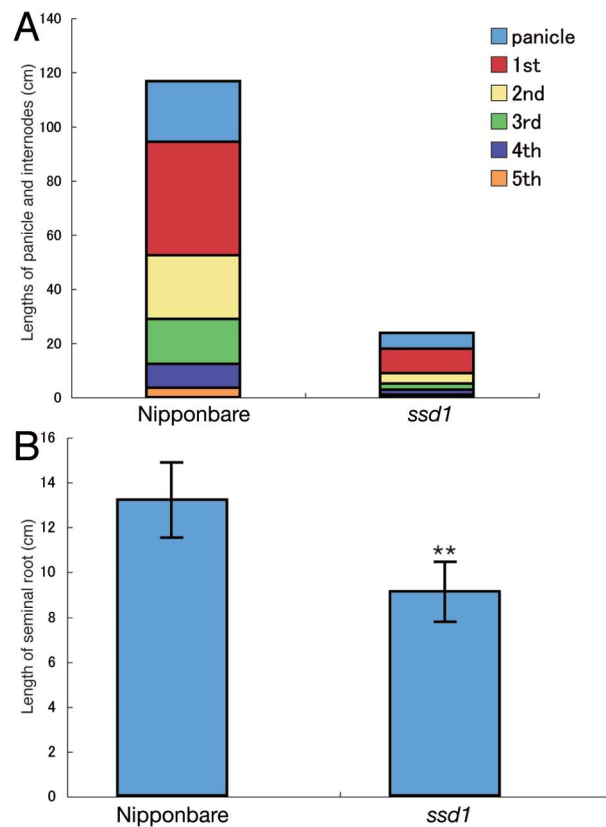 A
Lengths of panicle and internodes (cm)
140
120
100
80
60
40
20
0
panicle
1st
2nd
3rd
4th
5th
Nipponbare
ssd1
B
Length of seminal root (cm)
16
14
12
10
8
6
4
2
0
**
Nipponbare
ssd1